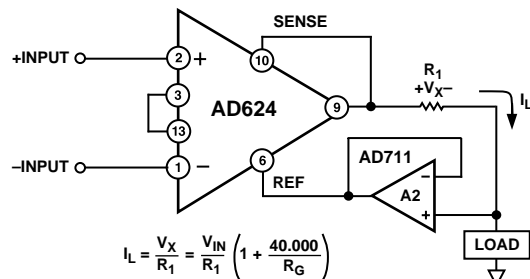 SENSE
+INPUT
2
+
10
3
AD624
9
R1
+VX–
IL
13
–INPUT
1
–
6
REF
AD711
–
A2
+
LOAD
IL = VX/R1 = VIN/R1 (1 + 40.000/RG)